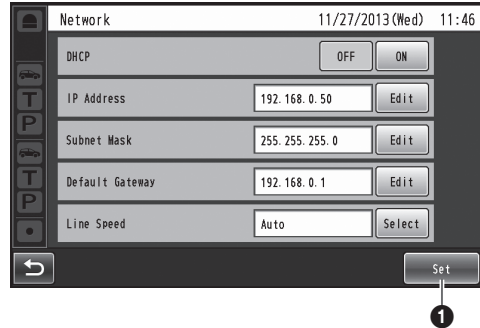 Network 11/27/2013(Wed) 11:46
DHCP OFF ON
IP Address 192.168.0.50 Edit
Subnet Mask 255.255.255.0 Edit
Default Gateway 192.168.0.1 Edit
Line Speed Auto Select
T
P
T
P
Set
1